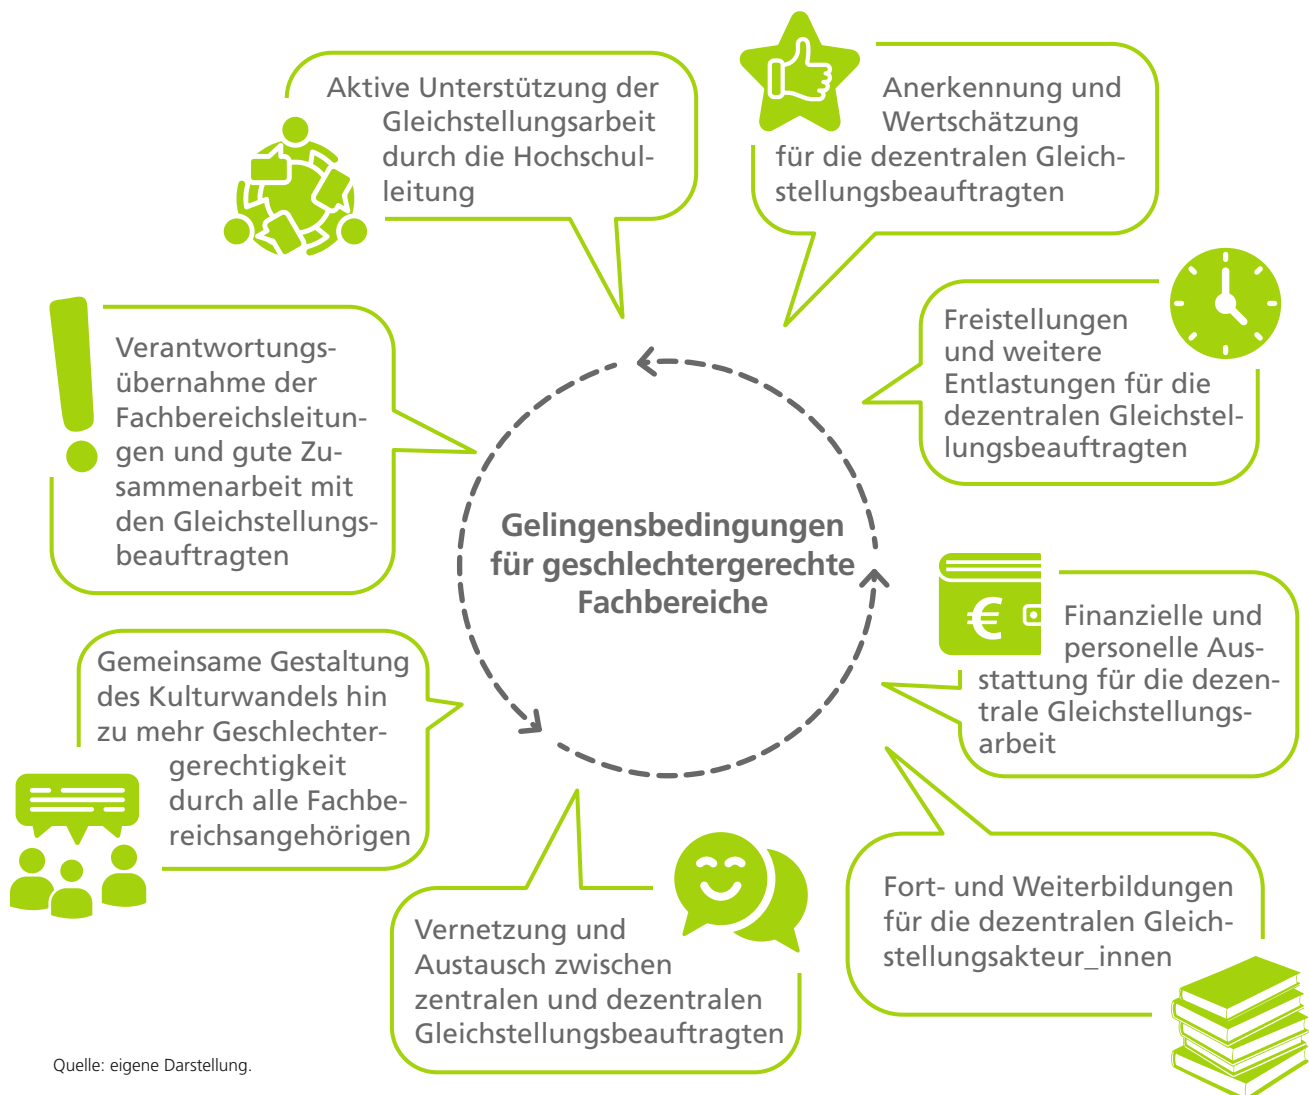 Aktive Unterstützung der
Gleichstellungsarbeit
durch die Hochschul-
leitung
Anerkennung und
Wertschätzung
für die dezentralen Gleich-
stellungsbeauftragten
Freistellungen
und weitere
Entlastungen für die
dezentralen Gleichstel-
lungsbeauftragten
Finanzielle und
personelle Aus-
stattung für die dezen-
trale Gleichstellungs-
arbeit
Fort- und Weiterbildungen
für die dezentralen Gleich-
stellungsakteur_innen
Vernetzung und
Austausch zwischen
zentralen und dezentralen
Gleichstellungsbeauftragten
Gemeinsame Gestaltung
des Kulturwandels hin
zu mehr Geschlechter-
gerechtigkeit
durch alle Fachbe-
reichsangehörigen
Verantwortungs-
übernahme der
Fachbereichsleitun-
gen und gute Zu-
sammenarbeit mit
den Gleichstellungs-
beauftragten
Gelingensbedingungen
für geschlechtergerechte
Fachbereiche
€
Quelle: eigene Darstellung.